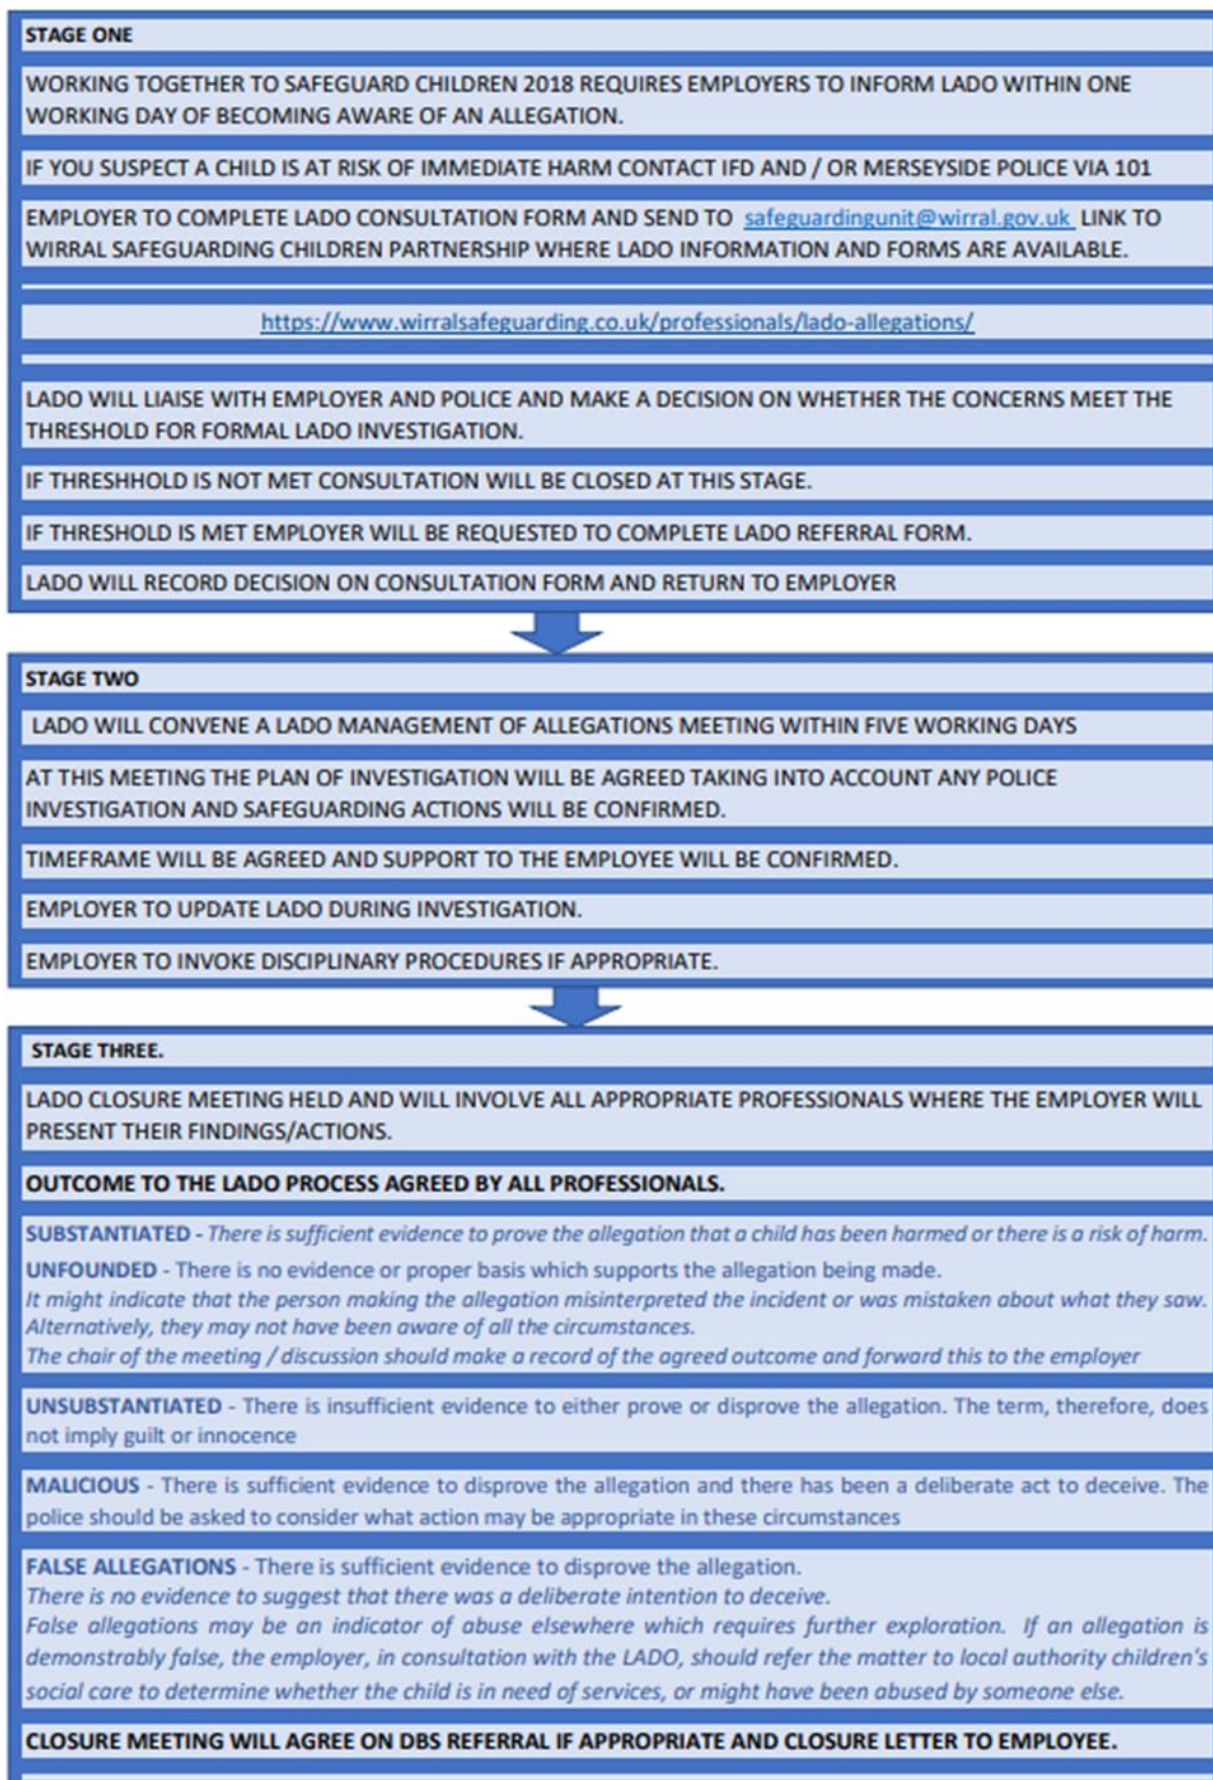 STAGE ONE
WORKING TOGETHER TO SAFEGUARD CHILDREN 2018 REQUIRES EMPLOYERS TO INFORM LADO WITHIN ONE
WORKING DAY OF BECOMING AWARE OF AN ALLEGATION.
IF YOU SUSPECT A CHILD IS AT RISK OF IMMEDIATE HARM CONTACT IFD AND / OR MERSEYSIDE POLICE VIA 101
EMPLOYER TO COMPLETE LADO CONSULTATION FORM AND SEND TO safeguardingunit@wirral.gov.uk LINK TO
WIRRAL SAFEGUARDING CHILDREN PARTNERSHIP WHERE LADO INFORMATION AND FORMS ARE AVAILABLE.
https://www.wirralsafeguarding.co.uk/professionals/lado-allegations/
LADO WILL LIAISE WITH EMPLOYER AND POLICE AND MAKE A DECISION ON WHETHER THE CONCERNS MEET THE
THRESHOLD FOR FORMAL LADO INVESTIGATION.
IF THRESHHOLD IS NOT MET CONSULTATION WILL BE CLOSED AT THIS STAGE.
IF THRESHOLD IS MET EMPLOYER WILL BE REQUESTED TO COMPLETE LADO REFERRAL FORM.
LADO WILL RECORD DECISION ON CONSULTATION FORM AND RETURN TO EMPLOYER
STAGE TWO
LADO WILL CONVENE A LADO MANAGEMENT OF ALLEGATIONS MEETING WITHIN FIVE WORKING DAYS
AT THIS MEETING THE PLAN OF INVESTIGATION WILL BE AGREED TAKING INTO ACCOUNT ANY POLICE
INVESTIGATION AND SAFEGUARDING ACTIONS WILL BE CONFIRMED.
TIMEFRAME WILL BE AGREED AND SUPPORT TO THE EMPLOYEE WILL BE CONFIRMED.
EMPLOYER TO UPDATE LADO DURING INVESTIGATION.
EMPLOYER TO INVOKE DISCIPLINARY PROCEDURES IF APPROPRIATE.
STAGE THREE.
LADO CLOSURE MEETING HELD AND WILL INVOLVE ALL APPROPRIATE PROFESSIONALS WHERE THE EMPLOYER WILL
PRESENT THEIR FINDINGS/ACTIONS.
OUTCOME TO THE LADO PROCESS AGREED BY ALL PROFESSIONALS.
SUBSTANTIATED - There is sufficient evidence to prove the allegation that a child has been harmed or there is a risk of harm.
UNFOUNDED - There is no evidence or proper basis which supports the allegation being made.
It might indicate that the person making the allegation misinterpreted the incident or was mistaken about what they saw.
Alternatively, they may not have been aware of all the circumstances.
The chair of the meeting / discussion should make a record of the agreed outcome and forward this to the employer
UNSUBSTANTIATED - There is insufficient evidence to either prove or disprove the allegation. The term, therefore, does
not imply guilt or innocence
MALICIOUS - There is sufficient evidence to disprove the allegation and there has been a deliberate act to deceive. The
police should be asked to consider what action may be appropriate in these circumstances
FALSE ALLEGATIONS - There is sufficient evidence to disprove the allegation.
There is no evidence to suggest that there was a deliberate intention to deceive.
False allegations may be an indicator of abuse elsewhere which requires further exploration. If an allegation is
demonstrably false, the employer, in consultation with the LADO, should refer the matter to local authority children's
social care to determine whether the child is in need of services, or might have been abused by someone else.
CLOSURE MEETING WILL AGREE ON DBS REFERRAL IF APPROPRIATE AND CLOSURE LETTER TO EMPLOYEE.